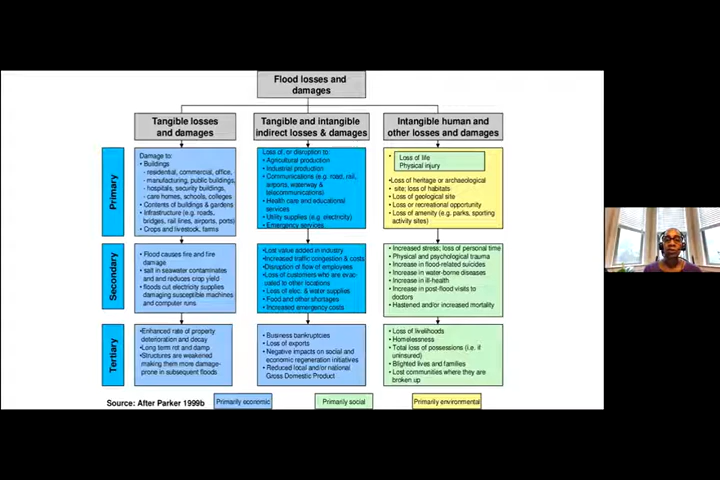 Flood losses and
damages
Tangible losses
and damages
Tangible and intangible
indirect losses & damages
Intangible human and
other losses and damages
Primary
Damage to:
• Buildings
- residential, commercial, office,
- manufacturing, public buildings,
- hospitals, security buildings,
- care homes, schools, colleges
• Contents of buildings & gardens
• Infrastructure (e.g. roads,
bridges, rail lines, airports, ports)
• Crops and livestock, farms
Loss of, or disruption to:
• Agricultural production
• Industrial production
• Communications (e.g. road, rail,
airports, waterway &
telecommunications)
• Health care and educational
services
• Utility supplies (e.g. electricity)
• Emergency services
•
Loss of life
Physical injury
•Loss of heritage or archaeological
site; loss of habitats
• Loss of geological site
• Loss or recreational opportunity
• Loss of amenity (e.g. parks, sporting
activity sites)
Secondary
• Flood causes fire and fire
damage
• salt in seawater contaminates
and and reduces crop yield
• floods cut electricity supplies
damaging susceptible machines
and computer runs
•Lost value added in industry
•Increased traffic congestion & costs
•Disruption of flow of employees
•Loss of customers who are evac-
uated to other locations
• Loss of elec. & water supplies
• Food and other shortages
• Increased emergency costs
• Increased stress; loss of personal time
• Physical and psychological trauma
• Increase in flood-related suicides
• Increase in water-borne diseases
• Increase in ill-health
• Increase in post-flood visits to
doctors
• Hastened and/or increased mortality
Tertiary
•Enhanced rate of property
deterioration and decay
• Long term rot and damp
•Structures are weakened
making them more damage-
prone in subsequent floods
• Business bankruptcies
• Loss of exports
• Negative impacts on social and
economic regeneration initiatives
• Reduced local and/or national
Gross Domestic Product
• Loss of livelihoods
• Homelessness
• Total loss of possessions (i.e. if
uninsured)
• Blighted lives and families
• Lost communities where they are
broken up
Source: After Parker 1999b
Primarily economic
Primarily social
Primarily environmental